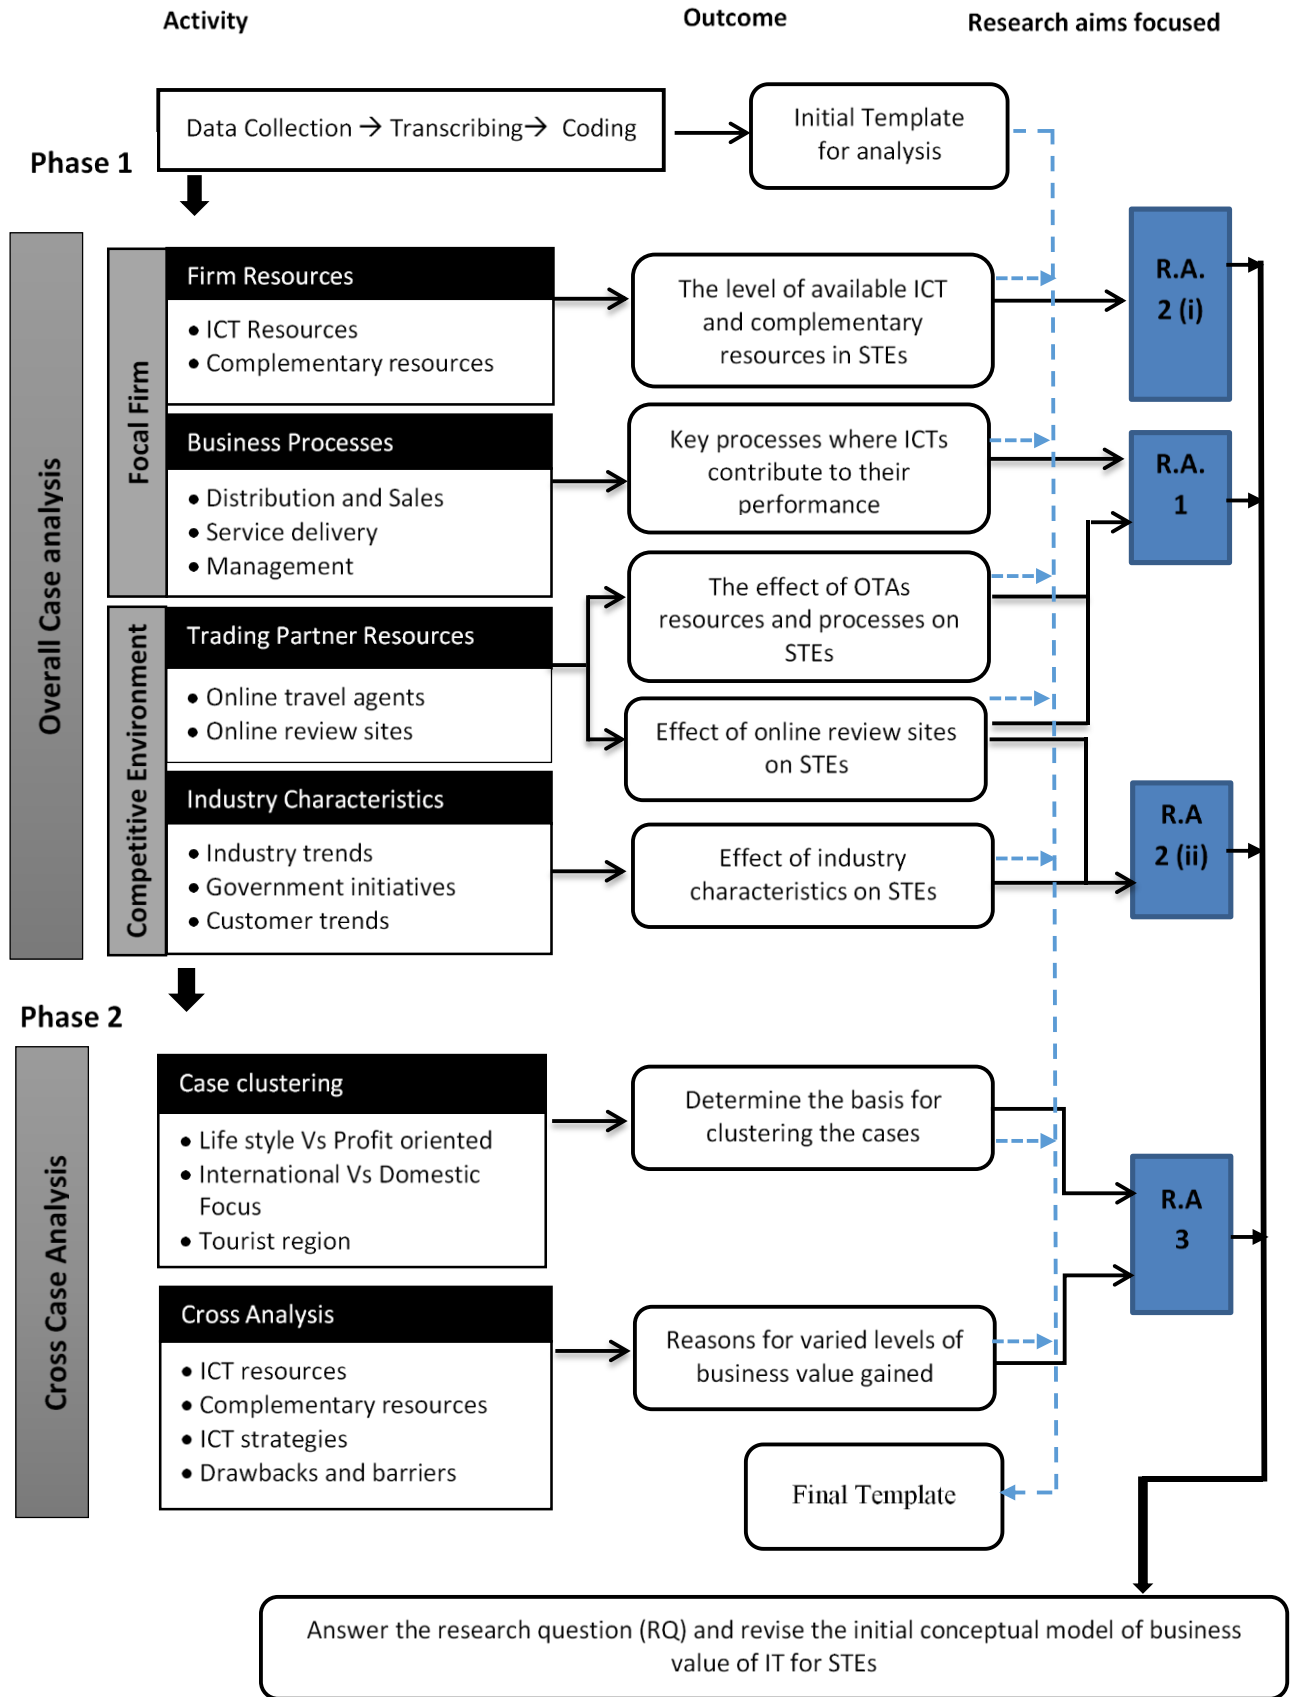 Activity
Outcome
Research aims focused
Data Collection → Transcribing→ Coding
Initial Template
for analysis
Phase 1
Overall Case analysis
Focal Firm
Firm Resources
• ICT Resources
• Complementary resources
The level of available ICT
and complementary
resources in STEs
R.A.
2 (i)
Business Processes
• Distribution and Sales
• Service delivery
• Management
Key processes where ICTs
contribute to their
performance
R.A.
1
Competitive Environment
Trading Partner Resources
• Online travel agents
• Online review sites
The effect of OTAs
resources and processes on
STEs
Effect of online review sites
on STEs
Industry Characteristics
• Industry trends
• Government initiatives
• Customer trends
Effect of industry
characteristics on STEs
R.A
2 (ii)
Phase 2
Cross Case Analysis
Case clustering
• Life style Vs Profit oriented
• International Vs Domestic
Focus
• Tourist region
Determine the basis for
clustering the cases
R.A
3
Cross Analysis
• ICT resources
• Complementary resources
• ICT strategies
• Drawbacks and barriers
Reasons for varied levels of
business value gained
Final Template
Answer the research question (RQ) and revise the initial conceptual model of business
value of IT for STEs